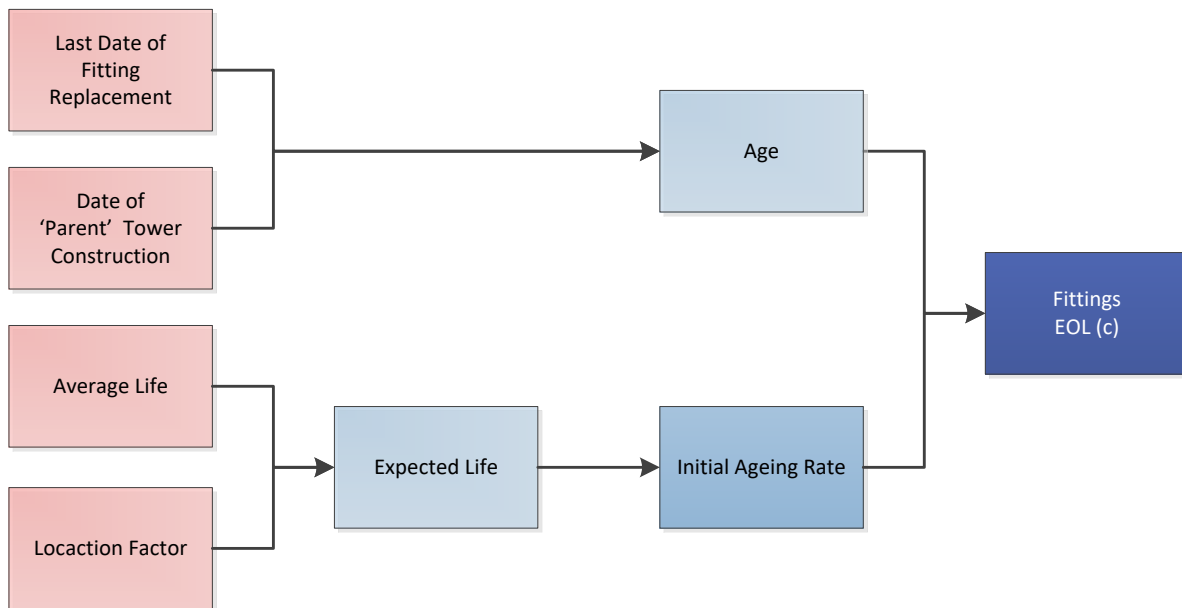 Last Date of
Fitting
Replacement
Age
Date of
‘Parent’ Tower
Construction
Fittings
EOL (c)
Average Life
Expected Life
Initial Ageing Rate
Locaction Factor